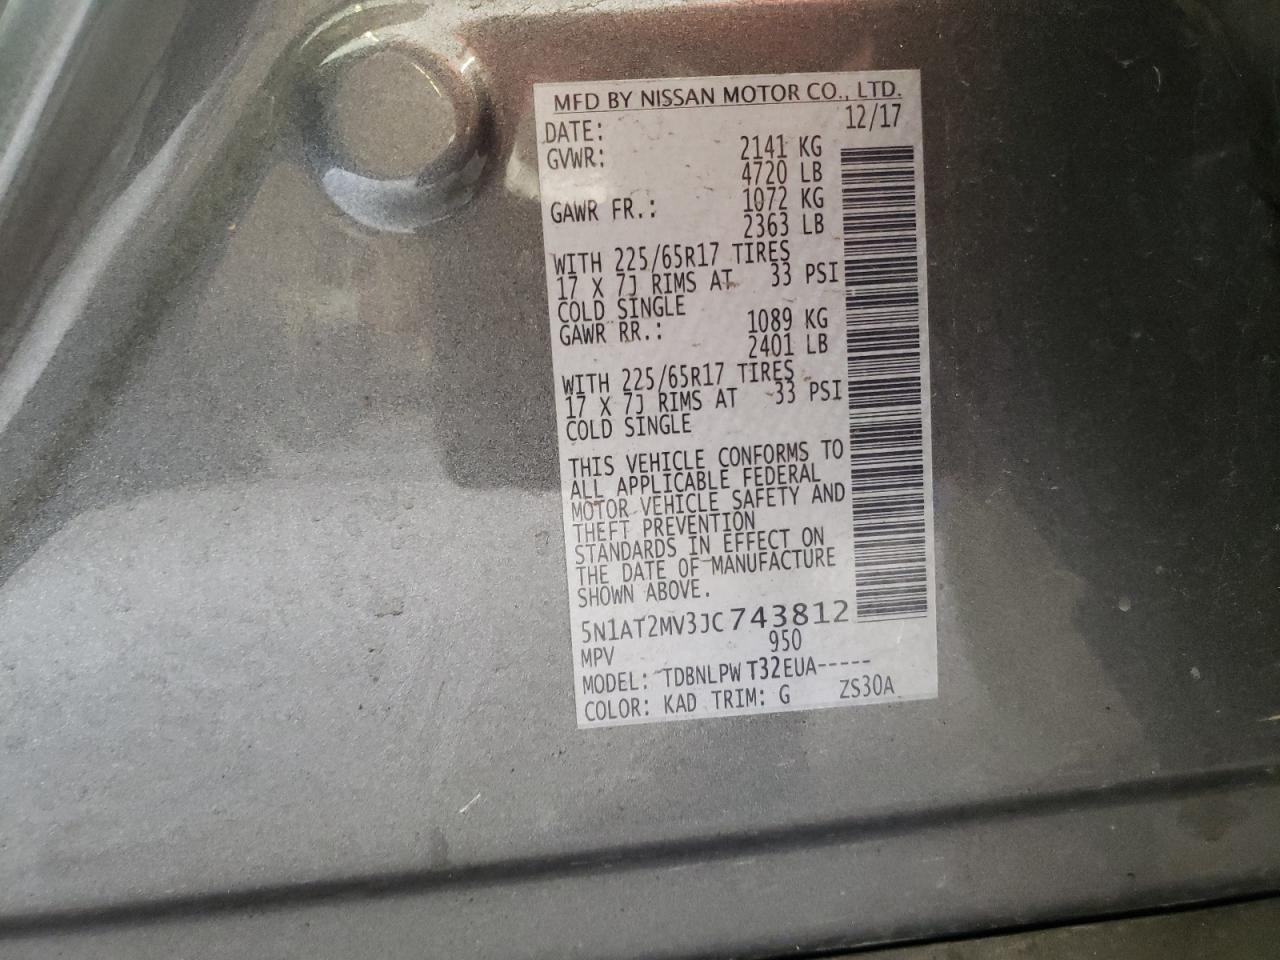 MFD BY NISSAN MOTOR CO., LTD.
DATE: 12/17
GVWR: 2141 KG
4720 LB
GAWR FR.: 1072 KG
2363 LB
WITH 225/65R17 TIRES
17 X 7J RIMS AT 33 PSI
COLD SINGLE
GAWR RR.: 1089 KG
2401 LB
WITH 225/65R17 TIRES
17 X 7J RIMS AT 33 PSI
COLD SINGLE
THIS VEHICLE CONFORMS TO
ALL APPLICABLE FEDERAL
MOTOR VEHICLE SAFETY AND
THEFT PREVENTION
STANDARDS IN EFFECT ON
THE DATE OF MANUFACTURE
SHOWN ABOVE.
5N1AT2MV3JC743812
MPV 950
MODEL: TDBNLPW T32EUA-----
COLOR: KAD TRIM: G ZS30A